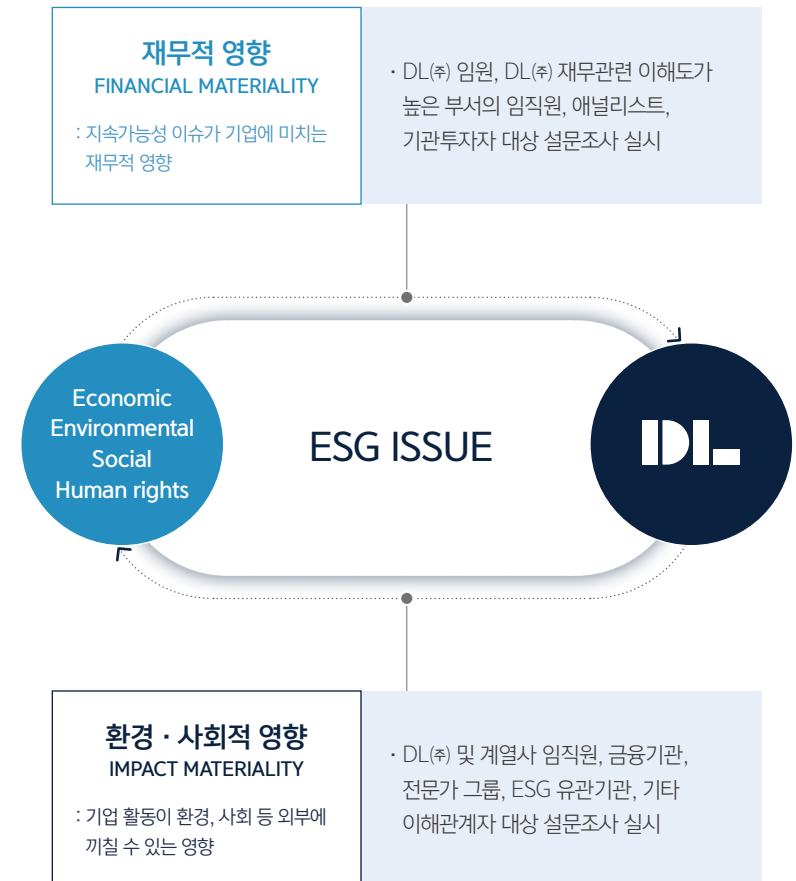 재무적 영향
FINANCIAL MATERIALITY
: 지속가능성 이슈가 기업에 미치는
재무적 영향
· DL㈜ 임원, DL㈜ 재무관련 이해도가
높은 부서의 임직원, 애널리스트,
기관투자자 대상 설문조사 실시
Economic
Environmental
Social
Human rights
ESG ISSUE
DL
환경 · 사회적 영향
IMPACT MATERIALITY
: 기업 활동이 환경, 사회 등 외부에
끼칠 수 있는 영향
· DL㈜ 및 계열사 임직원, 금융기관,
전문가 그룹, ESG 유관기관, 기타
이해관계자 대상 설문조사 실시